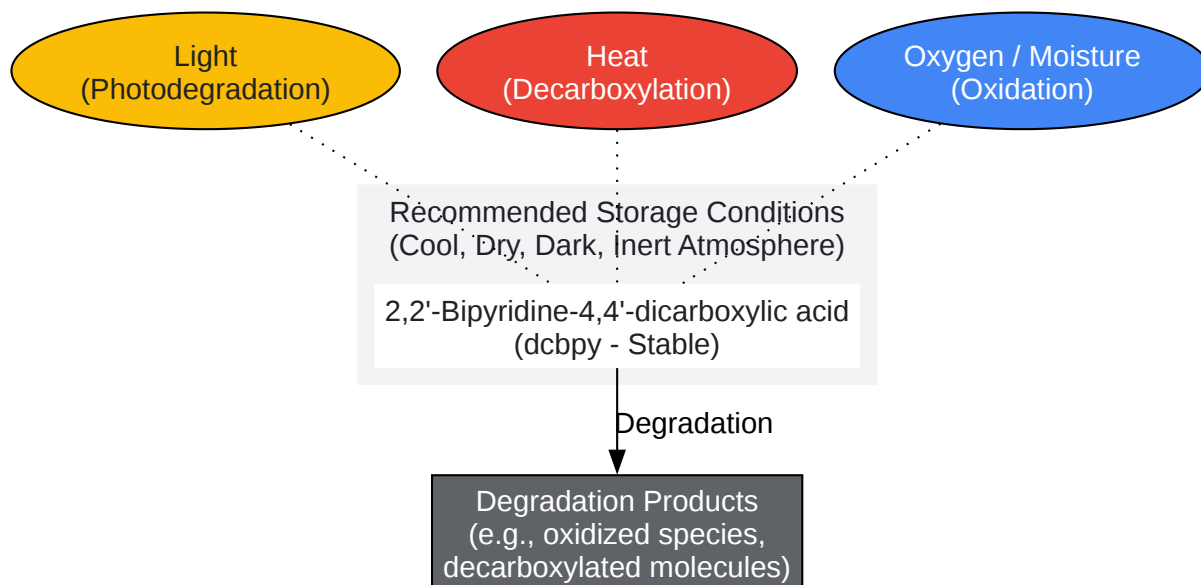 Light
(Photodegradation)
Heat
(Decarboxylation)
Oxygen / Moisture
(Oxidation)
Recommended Storage Conditions
(Cool, Dry, Dark, Inert Atmosphere)
2,2'-Bipyridine-4,4'-dicarboxylic acid
(dcbpy - Stable)
Degradation
Degradation Products
(e.g., oxidized species,
decarboxylated molecules)